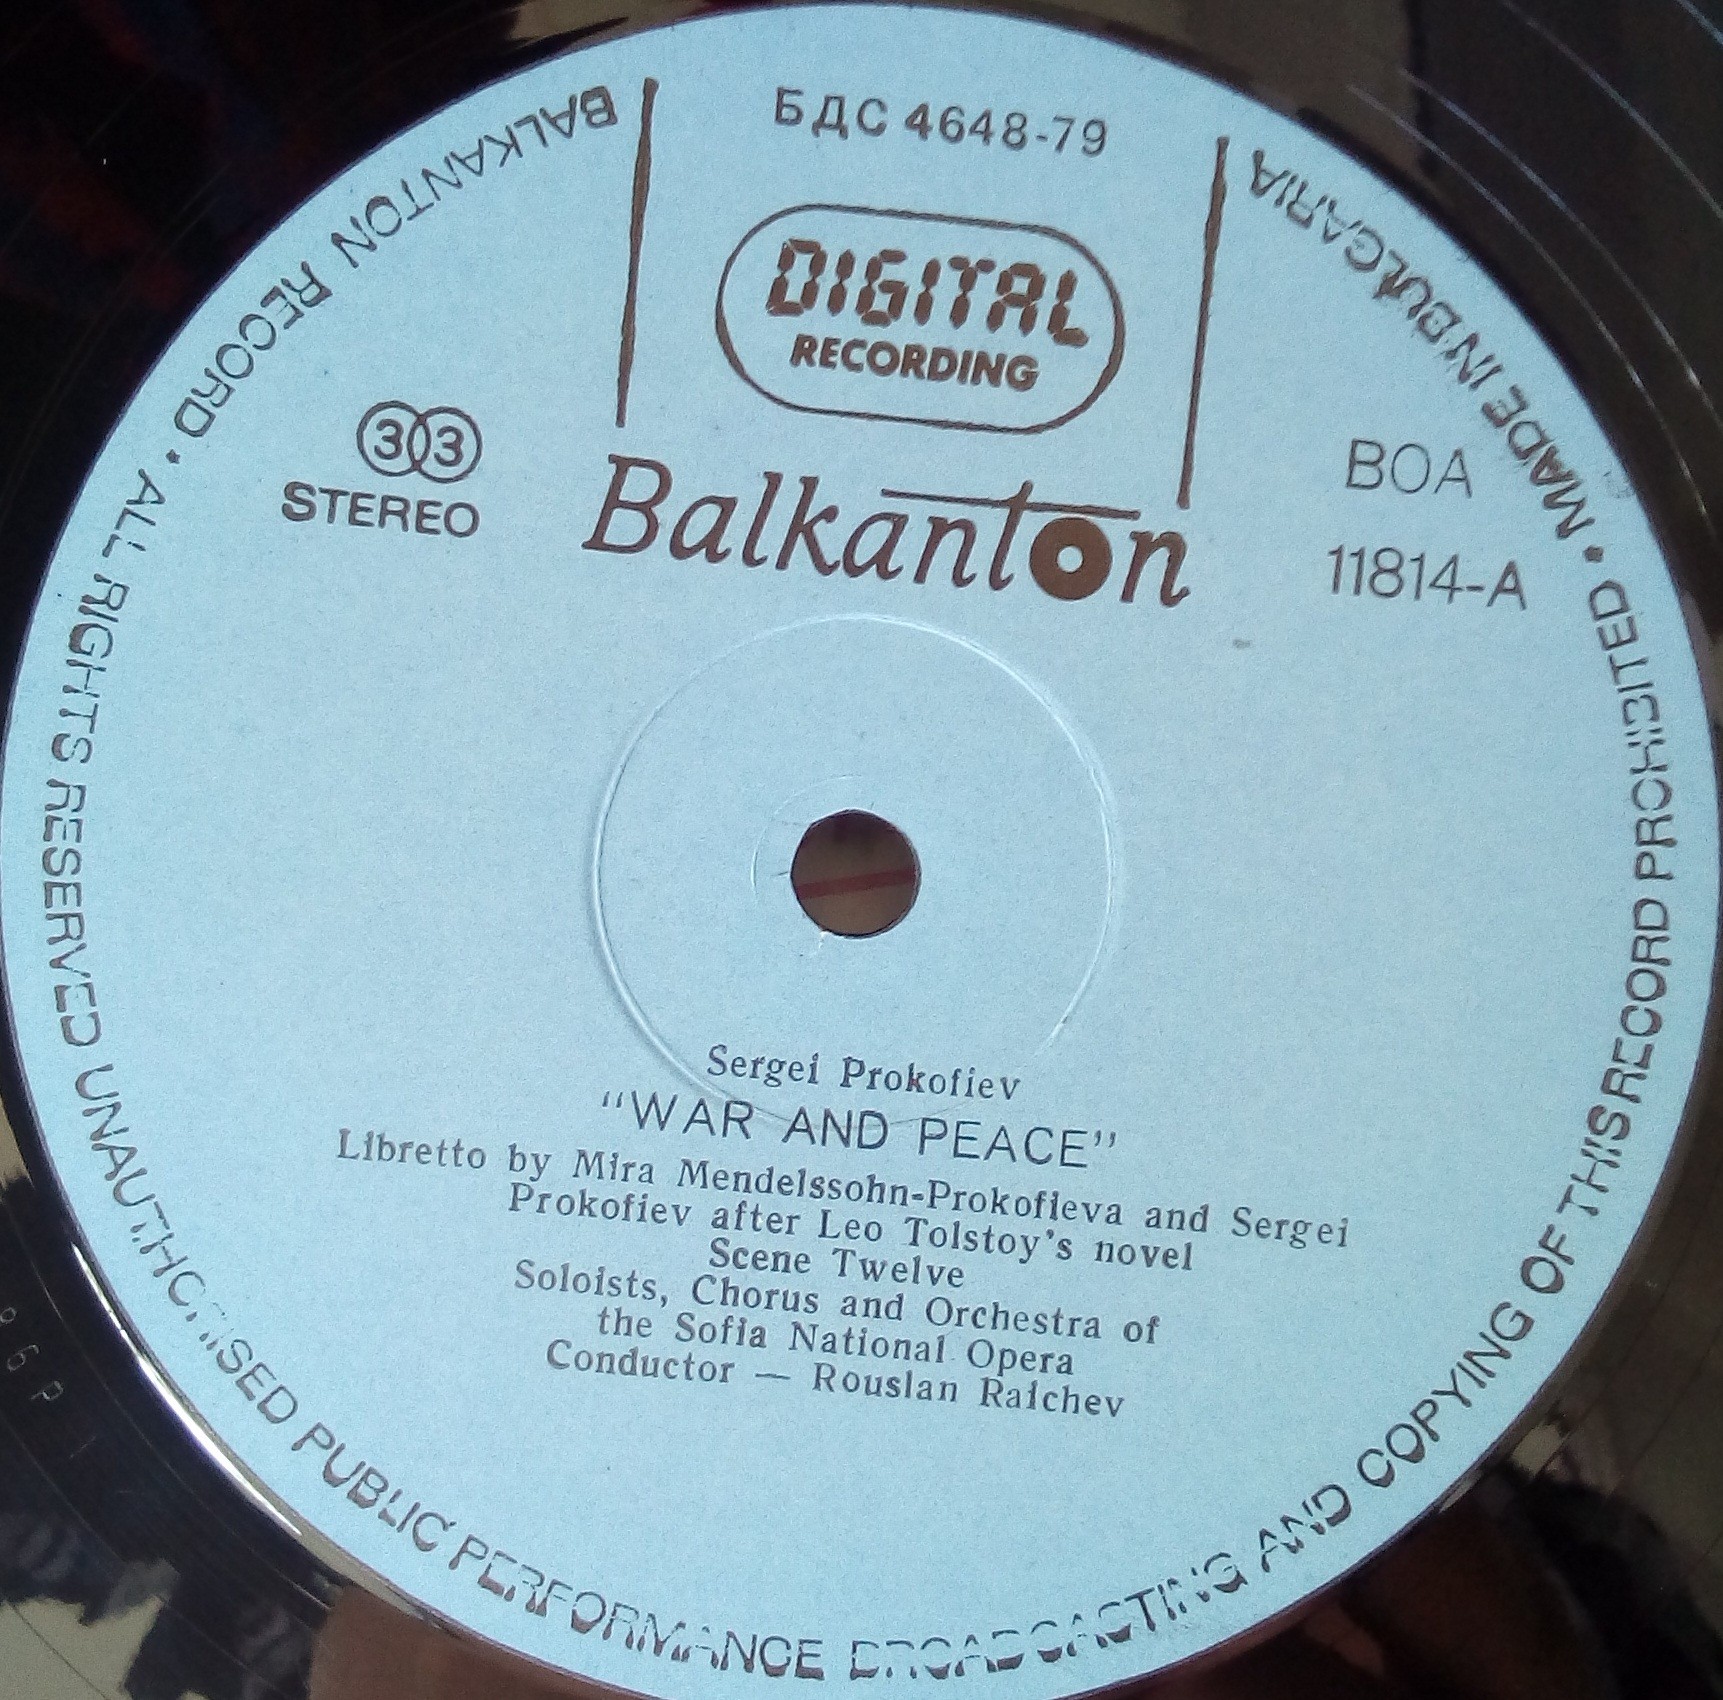 БДС 4648-79
DIGITAL
RECORDING
33
STEREO
Balkanton
BOA
11814-A
Sergei Prokofiev
"WAR AND PEACE"
Libretto by Mira Mendelssohn-Prokofieva and Sergei
Prokofiev after Leo Tolstoy's novel
Scene Twelve
Soloists, Chorus and Orchestra of
the Sofia National Opera
Conductor — Rouslan Raichev
BALKANTON RECORD • ALL RIGHTS RESERVED UNAUTHORISED PUBLIC PERFORMANCE BROADCASTING AND COPYING OF THIS RECORD PROHIBITED • MADE IN BULGARIA